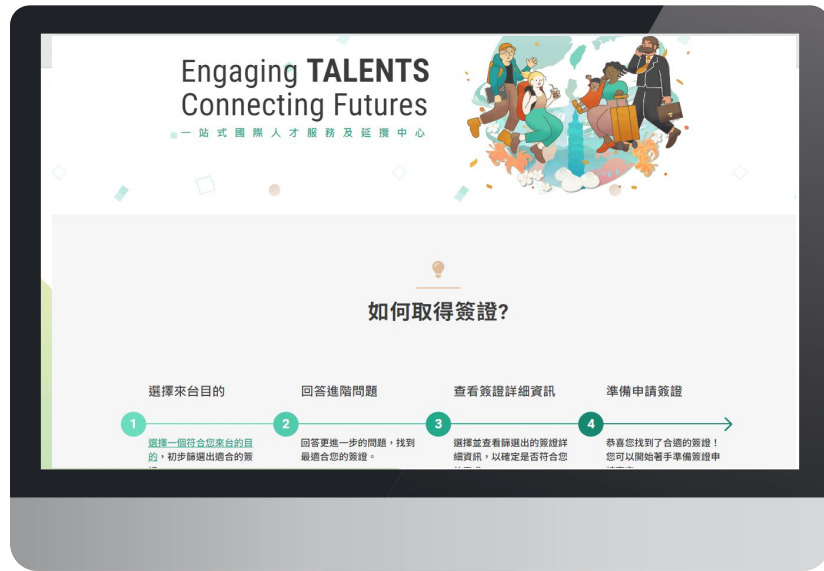 Engaging TALENTS
Connecting Futures
一站式國際人才服務及延攬中心
如何取得簽證?
選擇來台目的
回答進階問題
查看簽證詳細資訊
準備申請簽證
1
2
3
4
選擇一個符合您來台的目
的，初步篩選出適合的簽
回答更進一步的問題，找到
最適合您的簽證。
選擇並查看篩選出的簽證詳
細資訊，以確定是否符合您
恭喜您找到了合適的簽證！
您可以開始著手準備簽證申